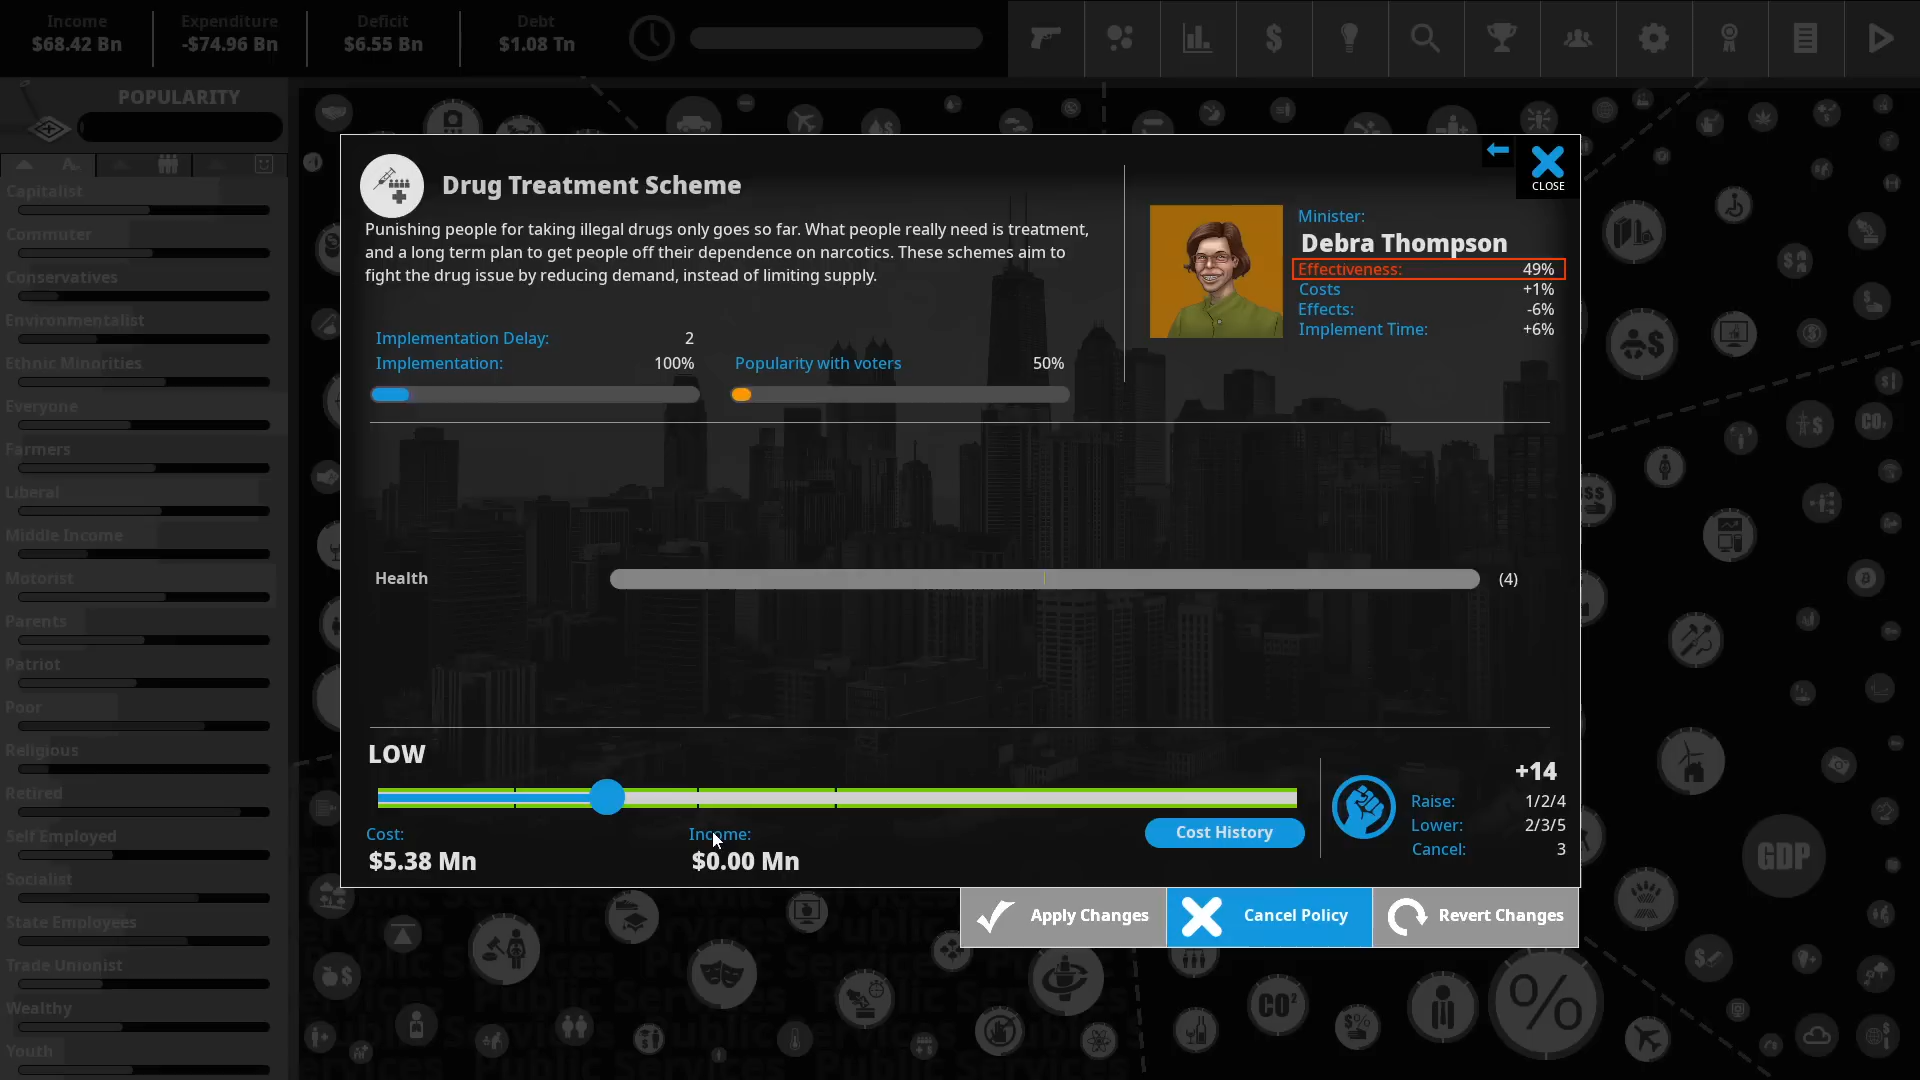 Income
$68.42 Bn
Expenditure
-$74.96 Bn
Deficit
$6.55 Bn
Debt
$1.08 Tn
POPULARITY
Capitalist
Commuter
Conservatives
Environmentalist
Ethnic Minorities
Everyone
Farmers
Liberal
Middle Income
Motorist
Parents
Patriot
Poor
Religious
Retired
Self Employed
Socialist
State Employees
Trade Unionist
Wealthy
Youth
Drug Treatment Scheme
Punishing people for taking illegal drugs only goes so far. What people really need is treatment,
and a long term plan to get people off their dependence on narcotics. These schemes aim to
fight the drug issue by reducing demand, instead of limiting supply.
Implementation Delay: 2
Implementation: 100%
Popularity with voters 50%
CLOSE
Minister:
Debra Thompson
Effectiveness: 49%
Costs +1%
Effects: -6%
Implement Time: +6%
Health (4)
LOW
Cost:
$5.38 Mn
Income:
$0.00 Mn
Cost History
+14
Raise: 1/2/4
Lower: 2/3/5
Cancel: 3
Apply Changes
Cancel Policy
Revert Changes
GDP
CO²
%
Public Services